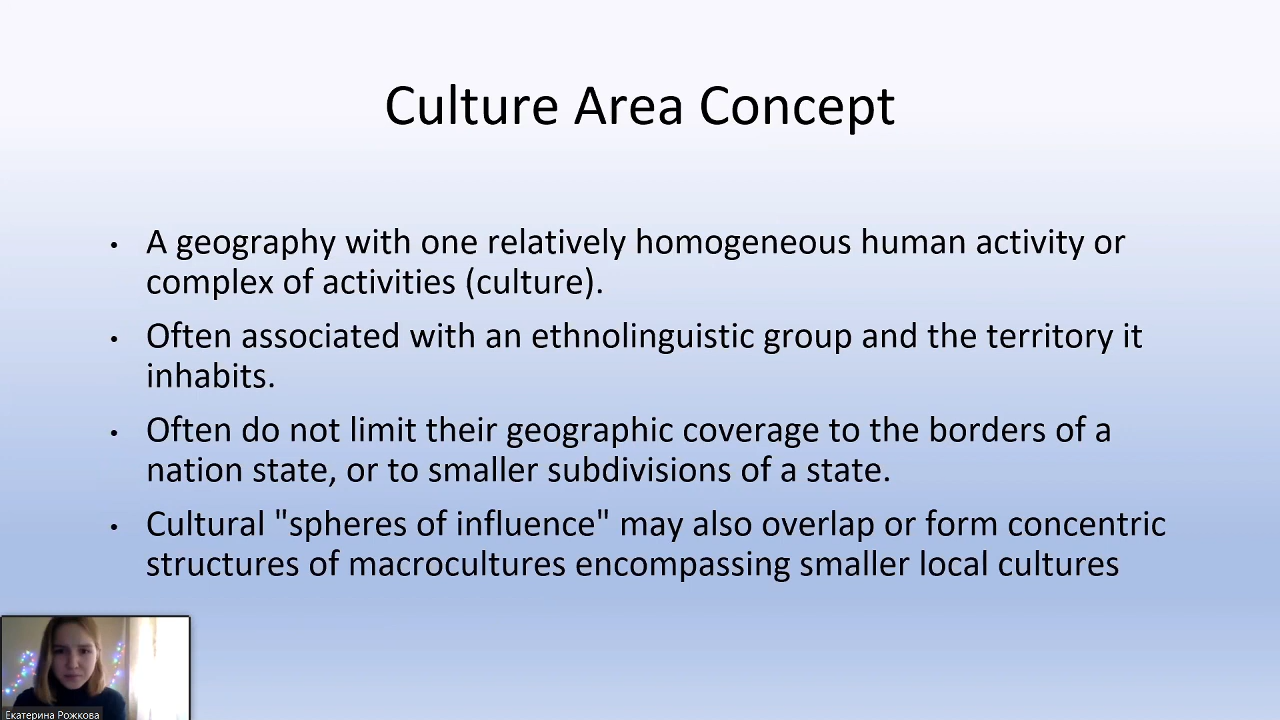 Culture Area Concept
• A geography with one relatively homogeneous human activity or
complex of activities (culture).
• Often associated with an ethnolinguistic group and the territory it
inhabits.
• Often do not limit their geographic coverage to the borders of a
nation state, or to smaller subdivisions of a state.
• Cultural "spheres of influence" may also overlap or form concentric
structures of macrocultures encompassing smaller local cultures
Екатерина Рожкова